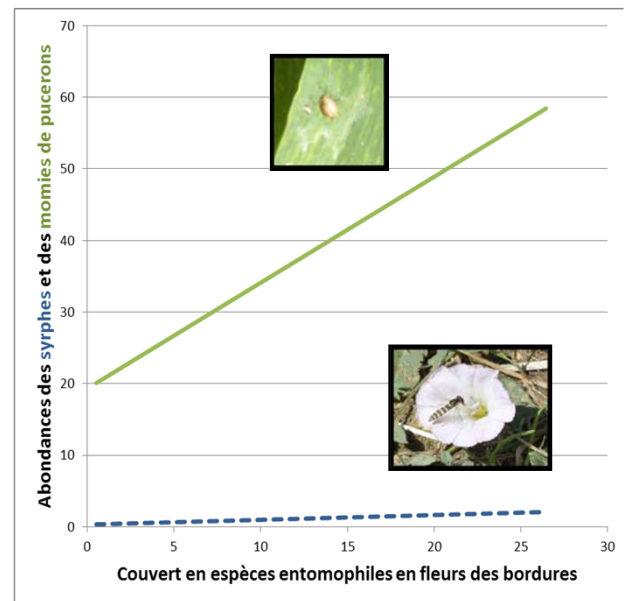 Abondances des syrphes et des momies de pucerons
70
60
50
40
30
20
10
0
0 5 10 15 20 25 30
Couvert en espèces entomophiles en fleurs des bordures